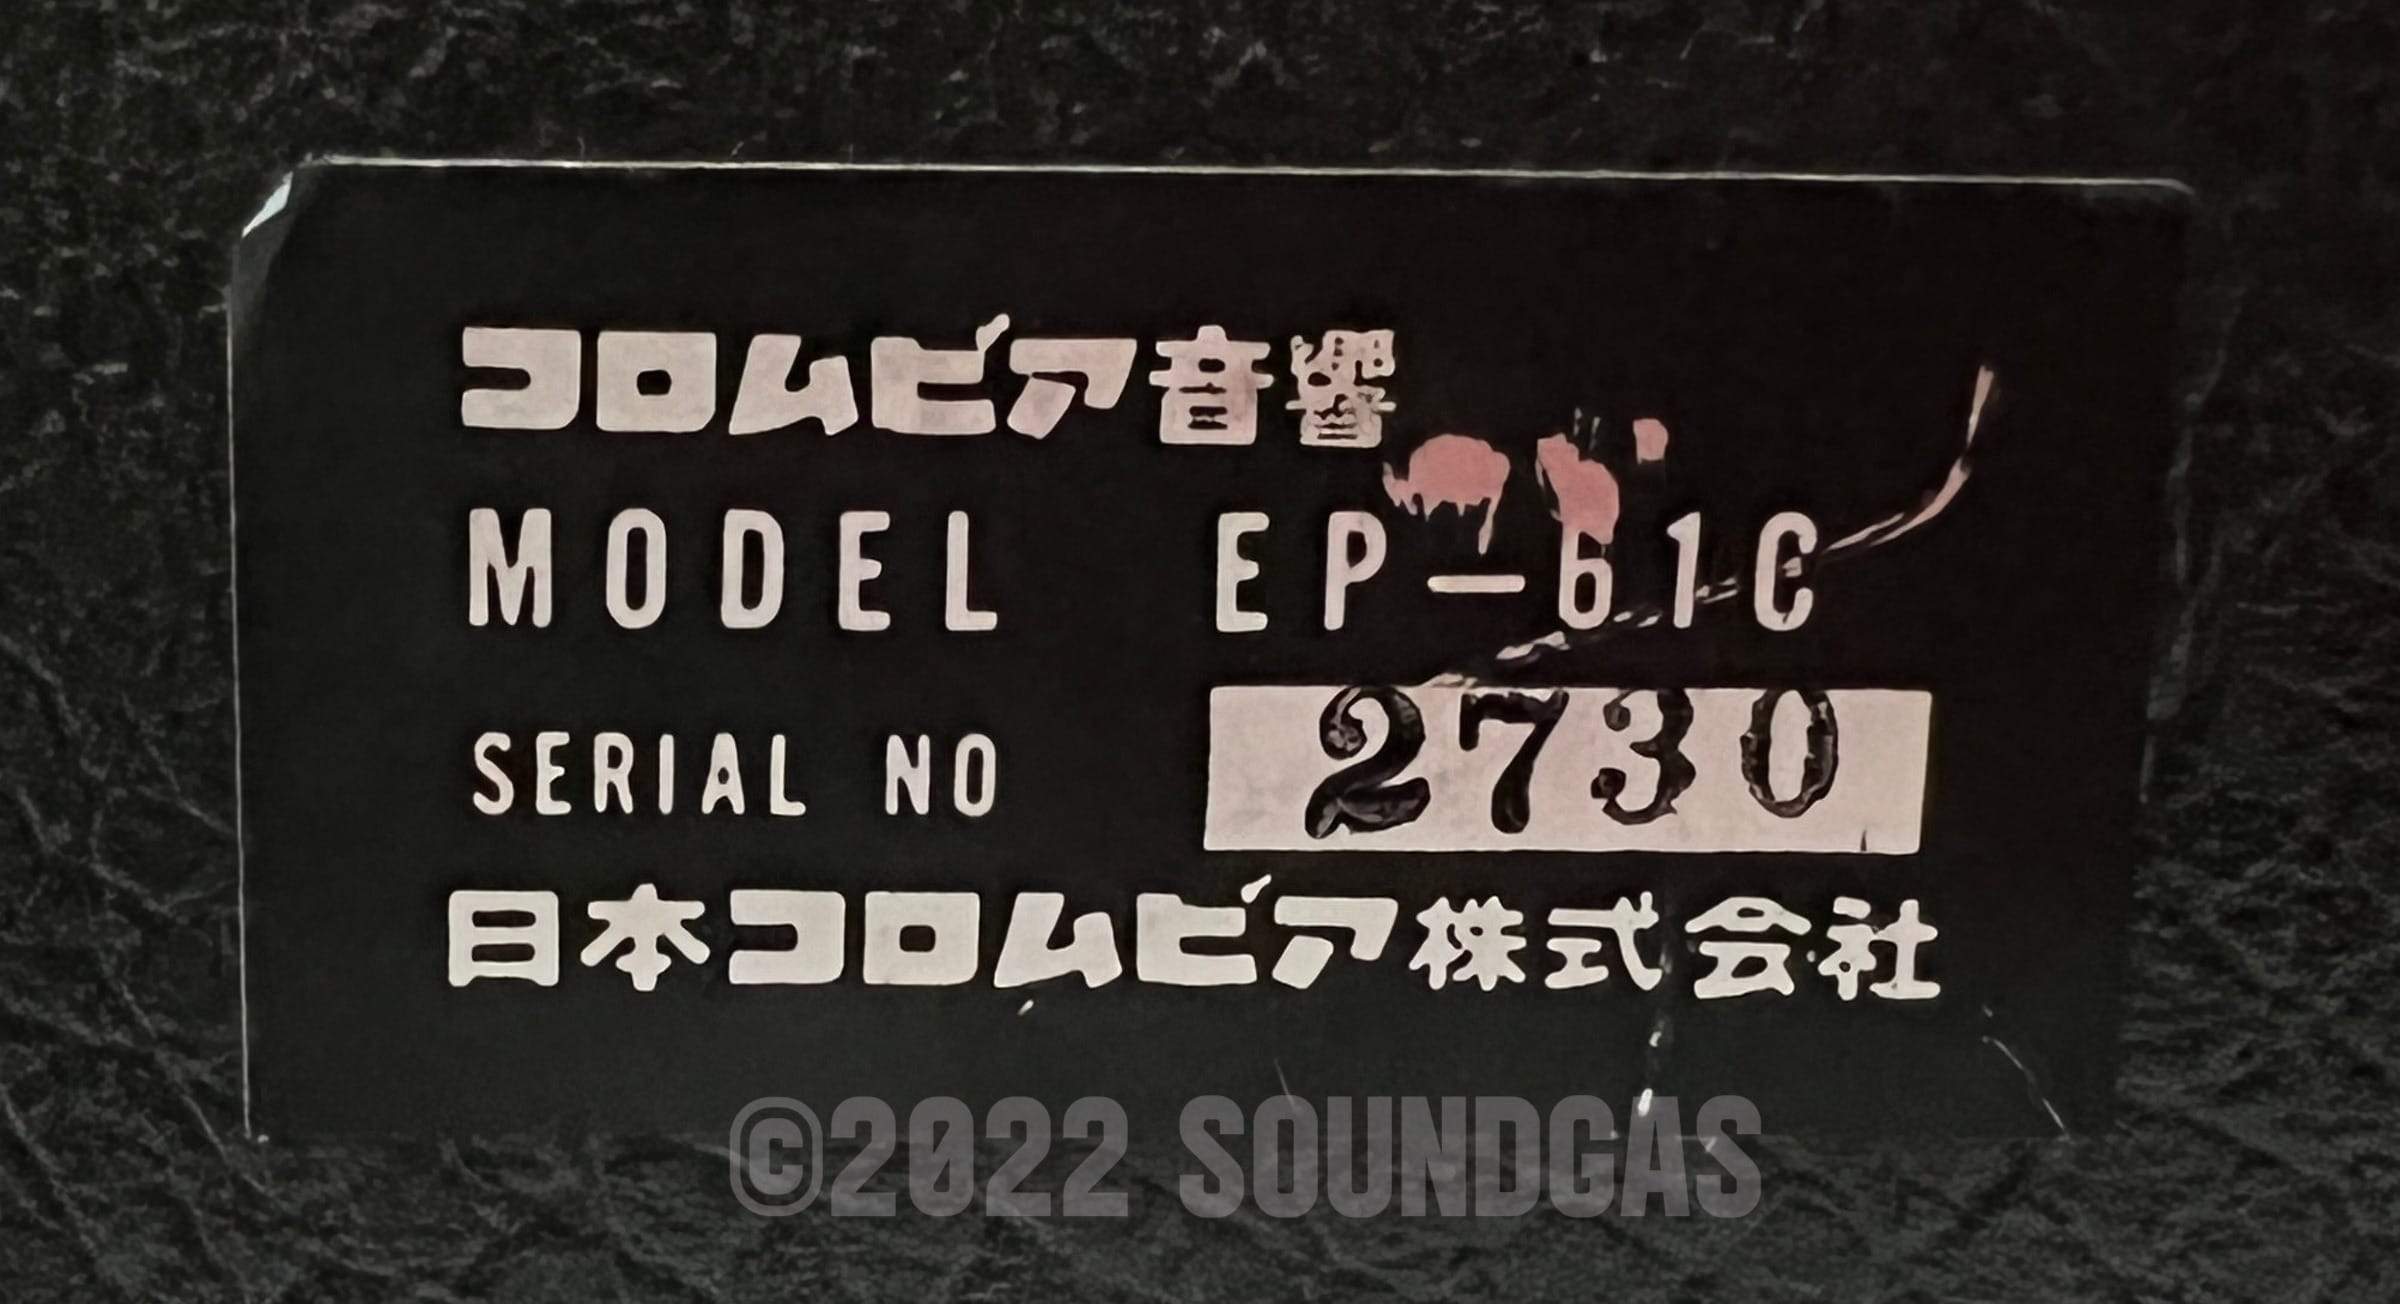 コロムビア音響
MODEL EP-61C
SERIAL NO 2730
日本コロムビア株式会社
©2022 SOUNDGAS